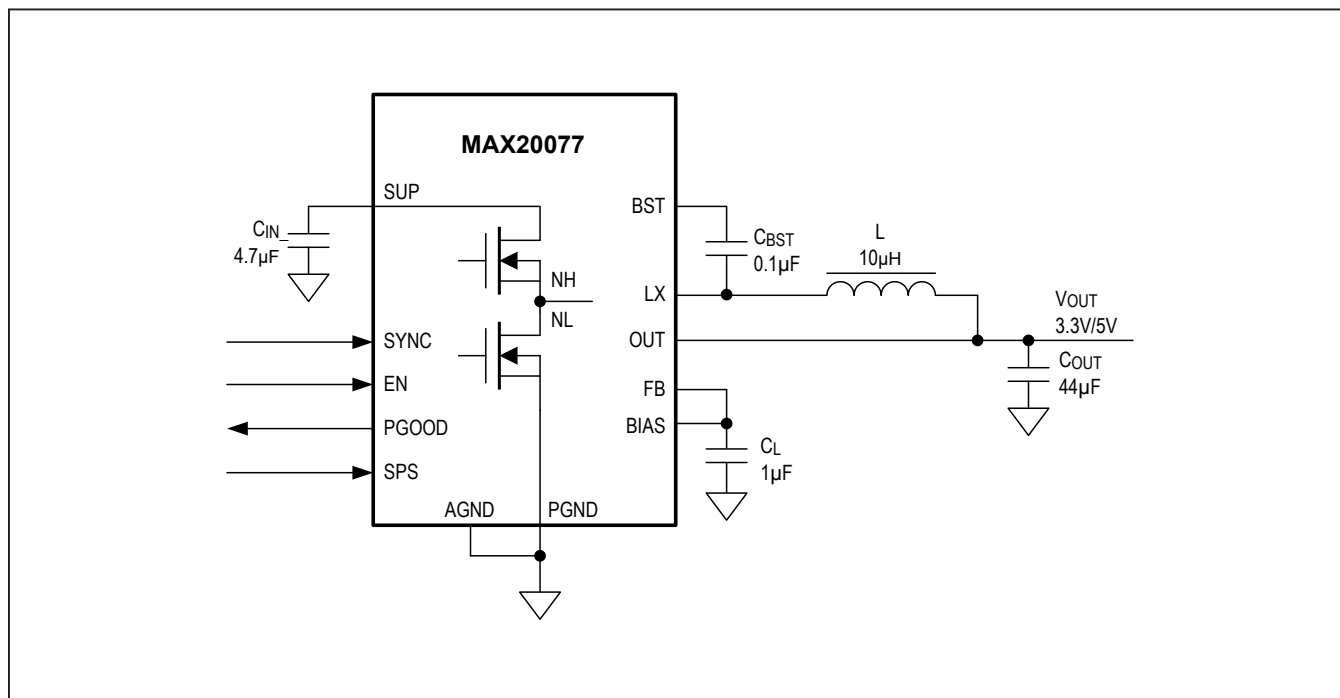 MAX20077
SUP
CIN_
4.7µF
NH
NL
SYNC
EN
PGOOD
SPS
AGND
PGND
BST
CBST
0.1µF
L
10µH
LX
OUT
VOUT
3.3V/5V
COUT
44µF
FB
BIAS
CL
1µF